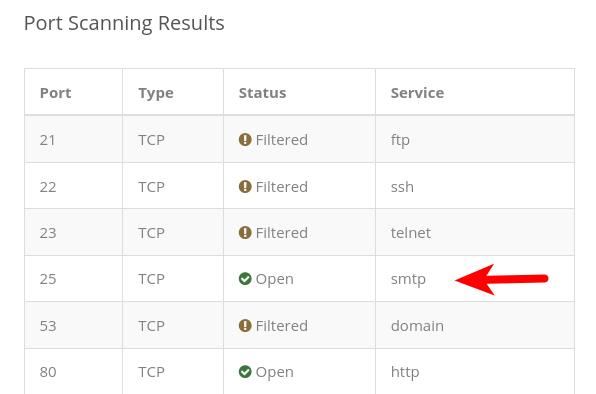 Port Scanning Results
Port Type Status Service
21 TCP Filtered ftp
22 TCP Filtered ssh
23 TCP Filtered telnet
25 TCP Open smtp
53 TCP Filtered domain
80 TCP Open http